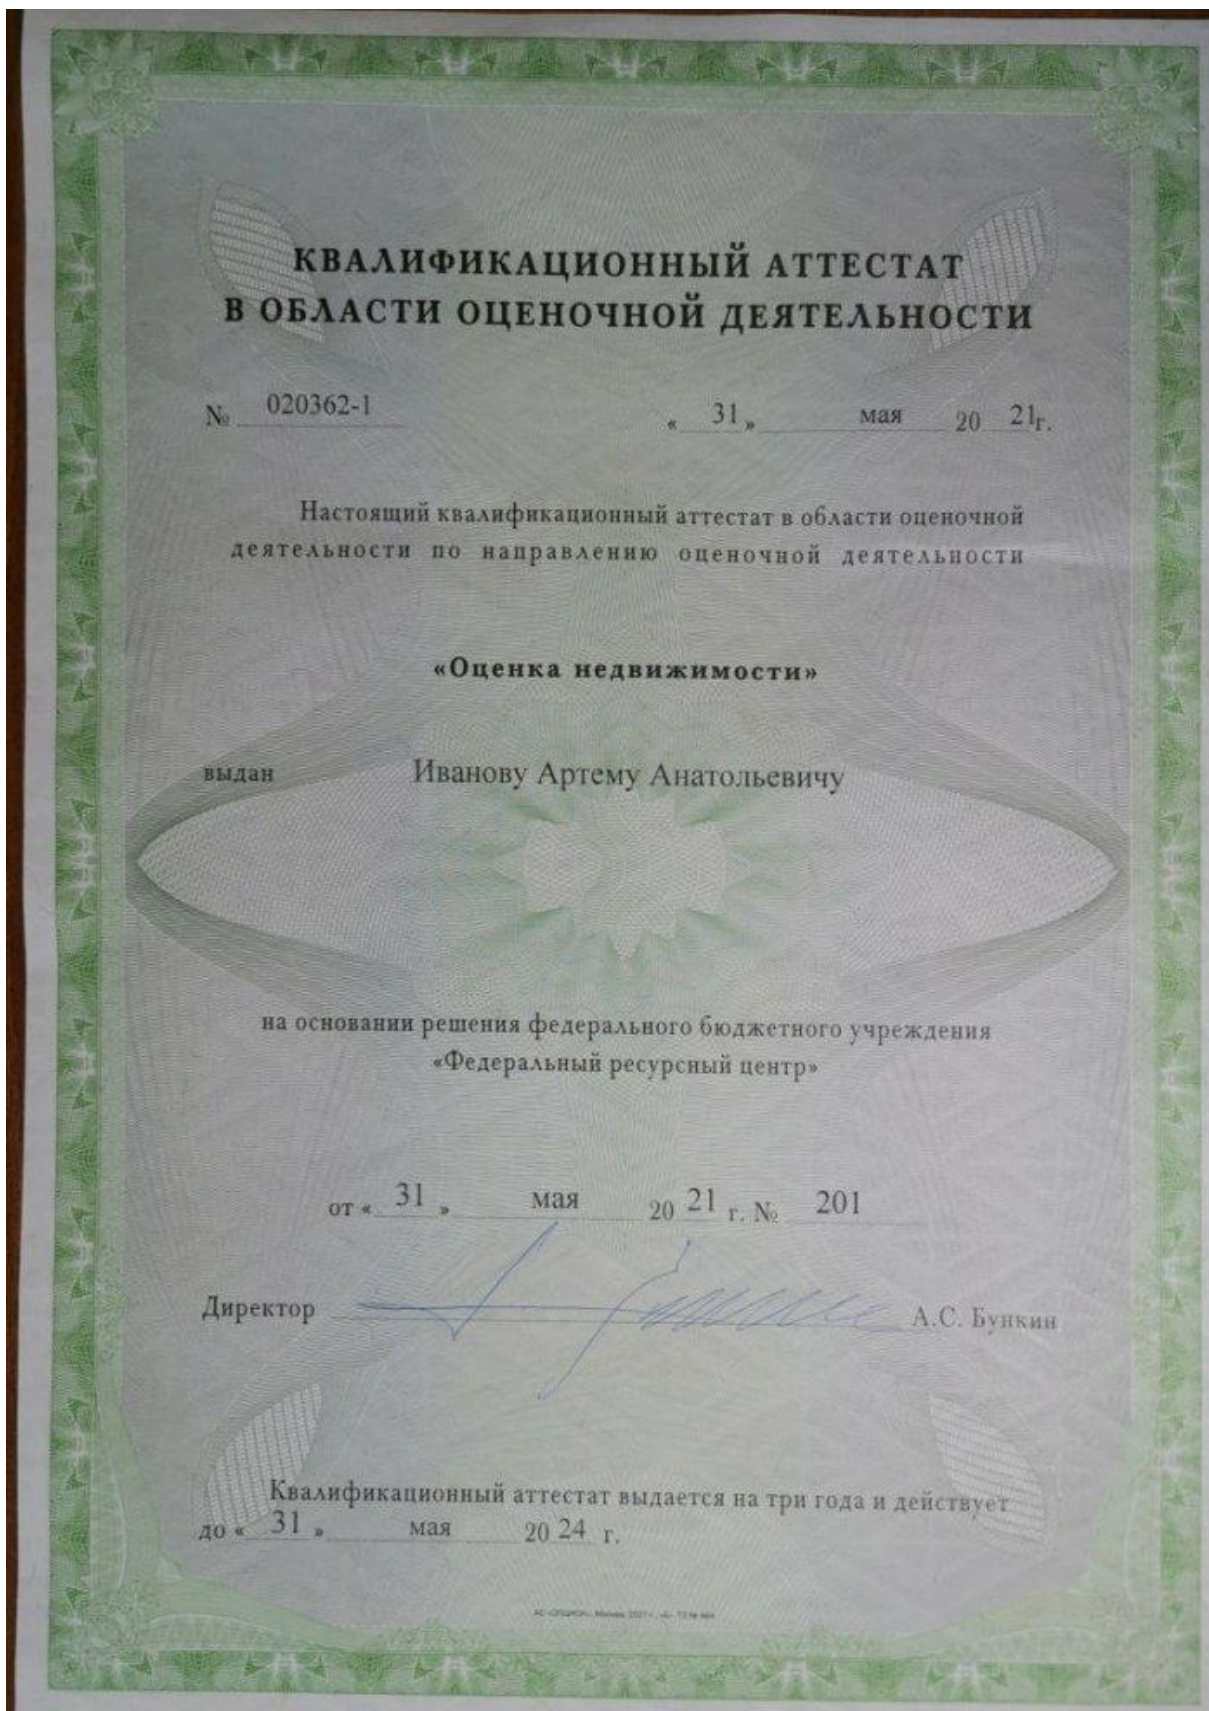 КВАЛИФИКАЦИОННЫЙ АТТЕСТАТ
В ОБЛАСТИ ОЦЕНОЧНОЙ ДЕЯТЕЛЬНОСТИ
№ 020362-1 « 31 » мая 20 21 г.
Настоящий квалификационный аттестат в области оценочной
деятельности по направлению оценочной деятельности
«Оценка недвижимости»
выдан Иванову Артему Анатольевичу
на основании решения федерального бюджетного учреждения
«Федеральный ресурсный центр»
от « 31 » мая 20 21 г. № 201
Директор А.С. Бункин
Квалификационный аттестат выдается на три года и действует
до « 31 » мая 20 24 г.
Москва, 2021 г.